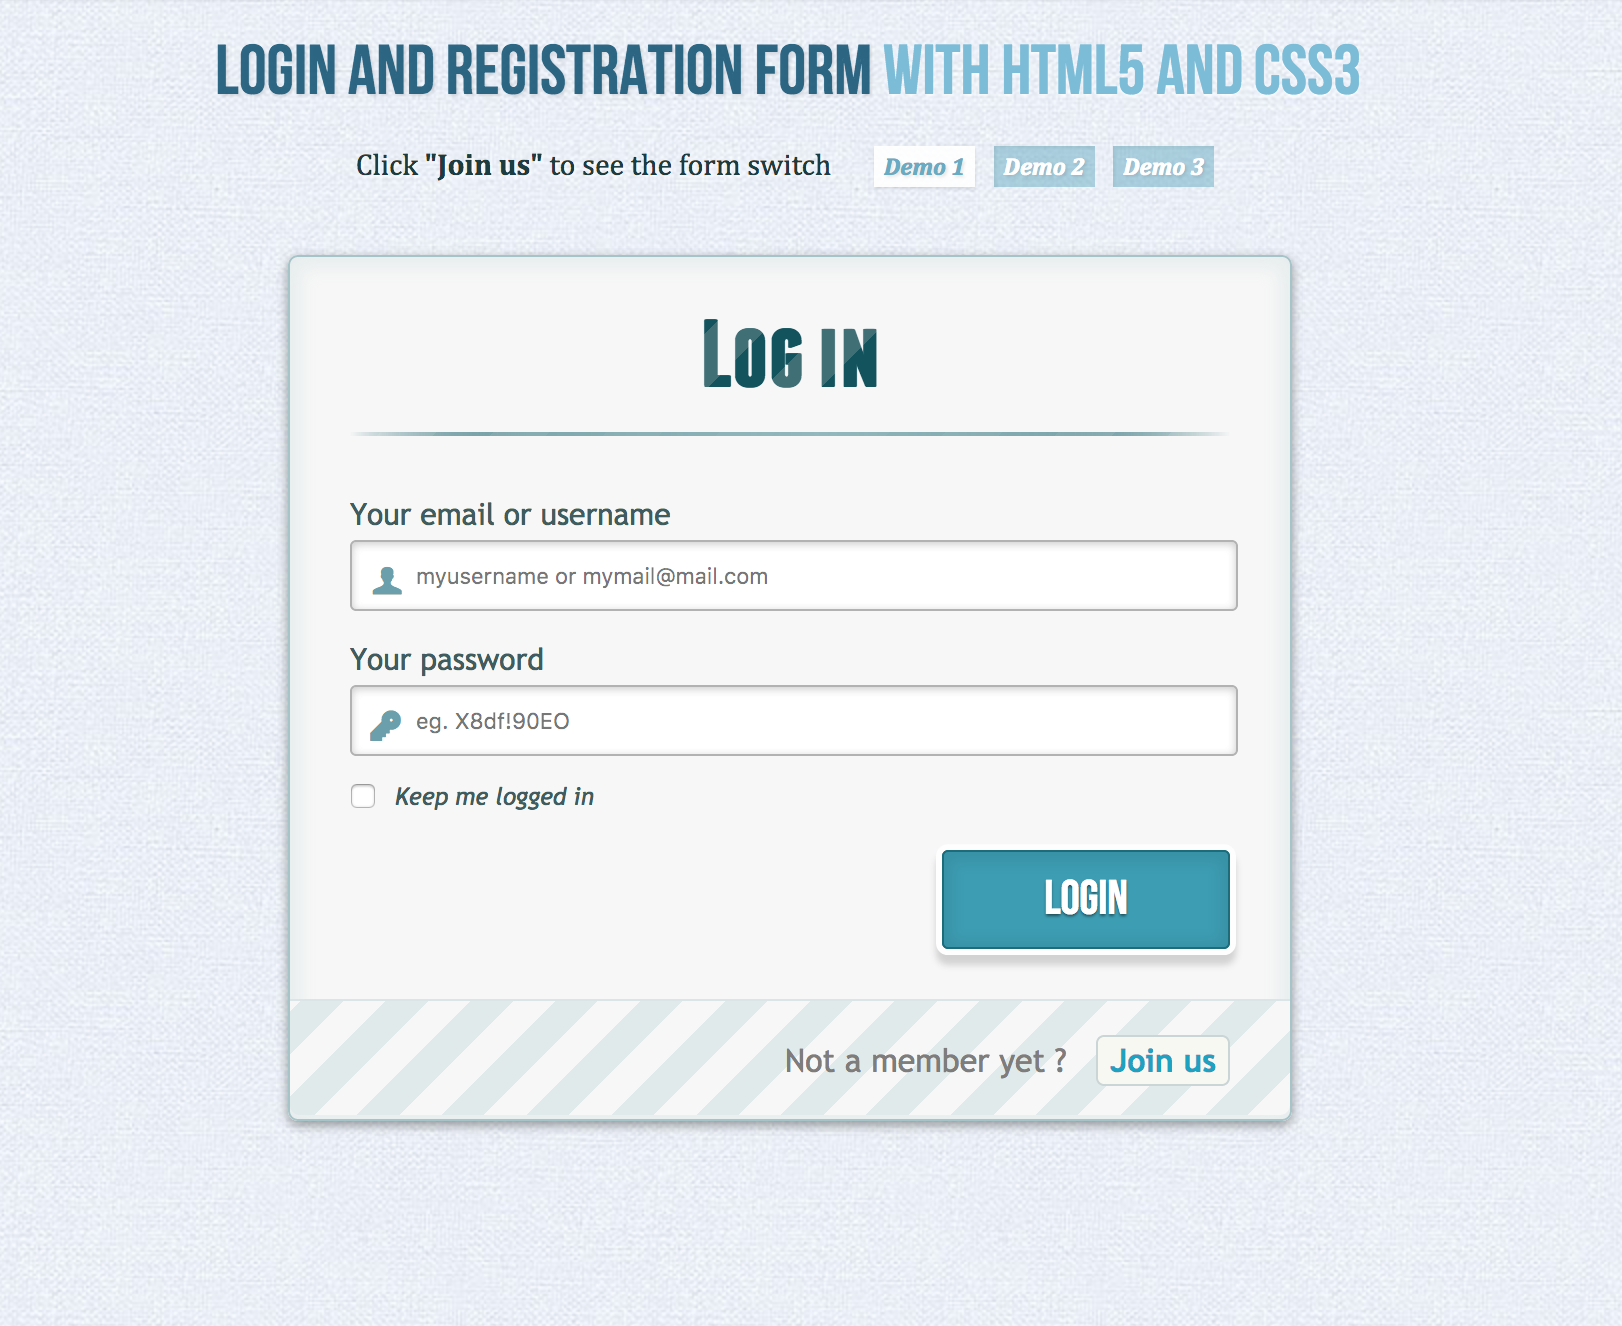 LOGIN AND REGISTRATION FORM WITH HTML5 AND CSS3
Click "Join us" to see the form switch Demo 1 Demo 2 Demo 3
Log in
Your email or username
myusername or mymail@mail.com
Your password
eg. X8df!90EO
Keep me logged in
LOGIN
Not a member yet ? Join us